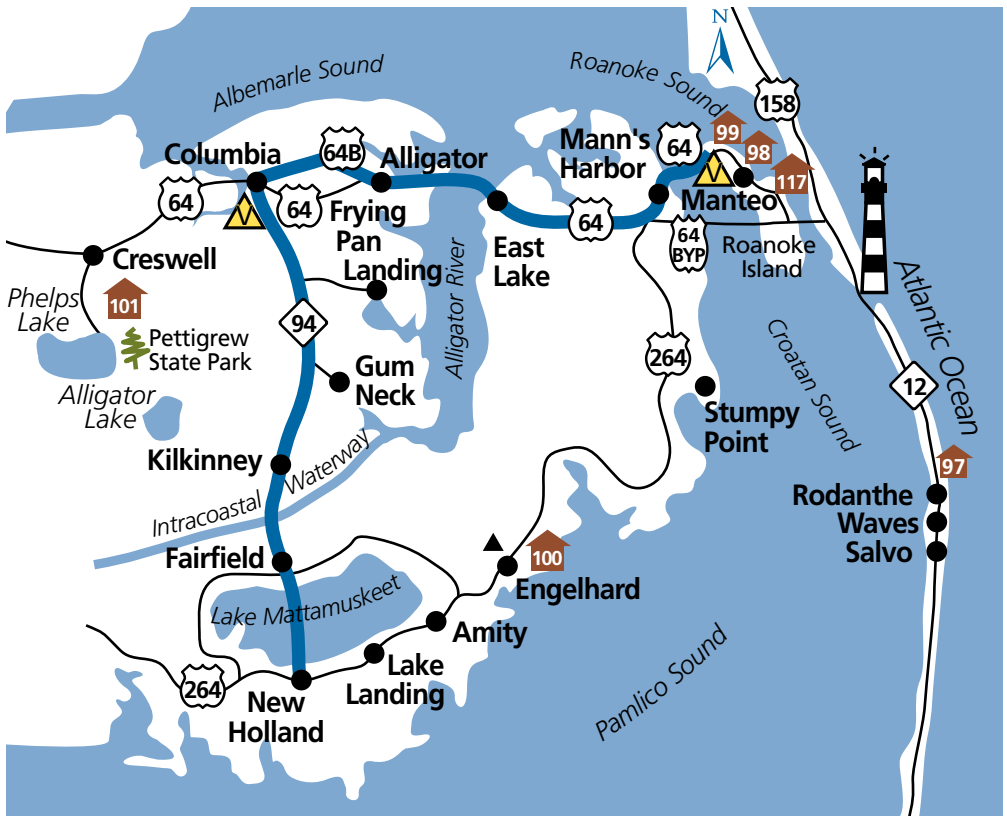 N
Albemarle Sound
Roanoke Sound
158
99
98
117
Mann's
Harbor
64
Manteo
Columbia
64B
Alligator
64
64
Frying
Pan
Landing
East
Lake
64
64
BYP
Roanoke
Island
Creswell
101
Phelps
Lake
Pettigrew
State Park
Alligator
Lake
94
Gum
Neck
Alligator River
264
Stumpy
Point
Croatan Sound
Atlantic Ocean
12
Kilkinney
Intracoastal Waterway
97
Rodanthe
Waves
Salvo
Fairfield
100
Engelhard
Lake Mattamuskeet
Amity
Lake
Landing
264
New
Holland
Pamlico Sound